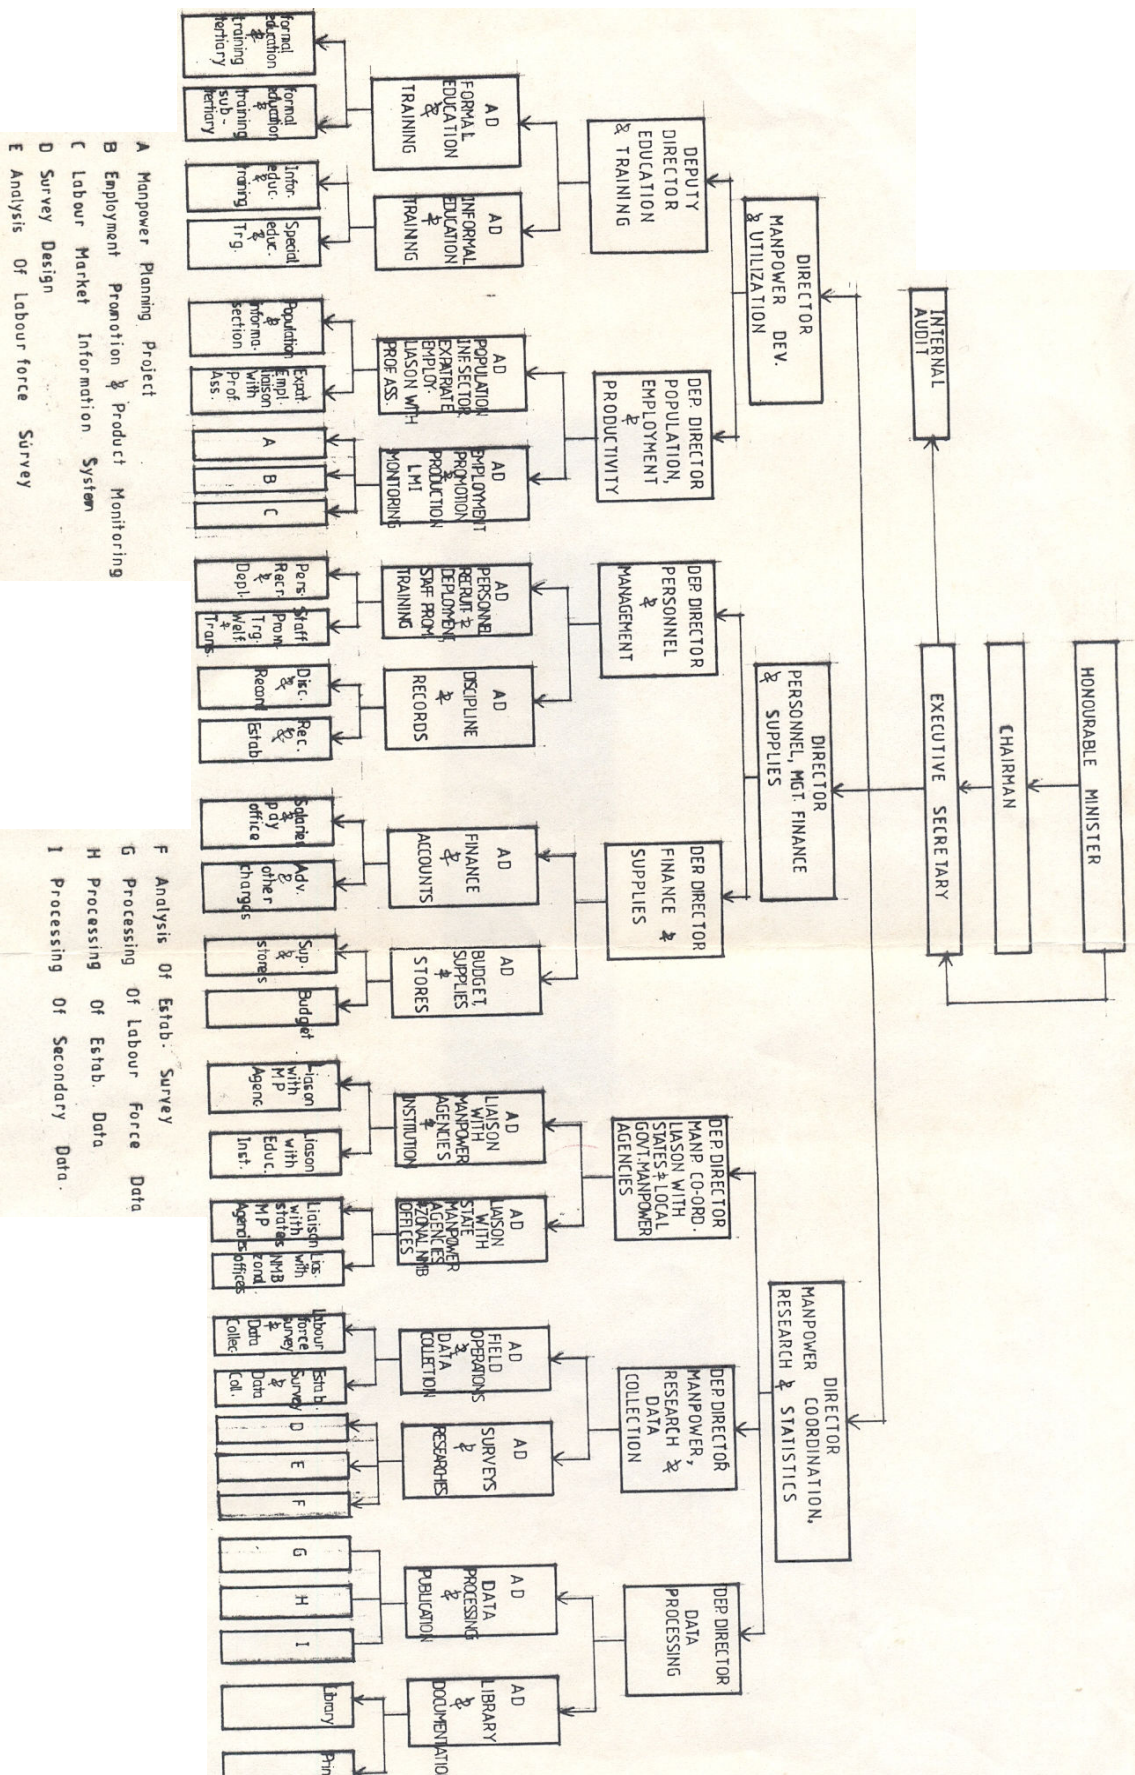 HONOURABLE MINISTER
CHAIRMAN
EXECUTIVE SECRETARY
INTERNAL
AUDIT
DIRECTOR
MANPOWER DEV.
& UTILIZATION
DIRECTOR
PERSONNEL, MGT. FINANCE
& SUPPLIES
DIRECTOR
MANPOWER COORDINATION,
RESEARCH & STATISTICS
DEPUTY
DIRECTOR
EDUCATION
& TRAINING
DEP. DIRECTOR
POPULATION,
EMPLOYMENT
&
PRODUCTIVITY
DEP. DIRECTOR
PERSONNEL
&
MANAGEMENT
DER DIRECTOR
FINANCE &
SUPPLIES
DEP. DIRECTOR
MANP. CO-ORD.
LIASON WITH
STATES & LOCAL
GOVT. MANPOWER
AGENCIES
DEP. DIRECTOR
MANPOWER,
RESEARCH &
DATA
COLLECTION
DEP. DIRECTOR
DATA
PROCESSING
AD
FORMAL
EDUCATION
&
TRAINING
AD
INFORMAL
EDUCATION
&
TRAINING
AD
POPULATION
INF. SECTOR
EXPATRIATE
EMPLOY.
LIASON WITH
PROF ASS.
AD
EMPLOYMENT
PROMOTION
&
PRODUCTION
LMI
MONITORING
AD
PERSONNEL
RECRUIT &
DEPLOYMENT,
STAFF PROM.
TRAINING
AD
DISCIPLINE
&
RECORDS
AD
FINANCE
&
ACCOUNTS
AD
BUDGET,
SUPPLIES
&
STORES
AD
LIAISON
WITH
MANPOWER
AGENCIES
&
INSTITUTION
AD
LIAISON
WITH
STATE
MANPOWER
AGENCIES
& ZONAL NMB
OFFICES
AD
FIELD
OPERATIONS
&
DATA
COLLECTION
AD
SURVEYS
&
RESEARCHES
AD
DATA
PROCESSING
&
PUBLICATION
AD
LIBRARY
&
DOCUMENTATIO
formal
education
&
training
tertiary
formal
education
&
training
sub-
tertiary
Infor.
educ.
&
training
Special
educ.
&
Trg.
Population
&
informa.
section
Expat.
Empl.
liaison
with
Prof.
Ass.
A
B
C
Pers.
Recr.
&
Depl.
Staff
Prom.
Trg.
Welf.
&
Trans.
Disc.
&
Record
Rec.
&
Estab.
Salaries
&
pay
office
Adv.
&
other
charges
Sup.
&
stores
Budget
Liason
with
MP
Agenc
Liaison
with
Educ.
Inst.
Liaison
with
states
MP
Agencies
Lias.
with
NMB
zonal
offices
Labour
force
survey
&
Data
Collec.
Estab.
Survey
&
Data
Coll.
D
E
F
G
H
I
Library
Prin
A Manpower Planning Project
B Employment Promotion & Product Monitoring
C Labour Market Information System
D Survey Design
E Analysis Of Labour force Survey
F Analysis Of Estab. Survey
G Processing Of Labour Force Data
H Processing Of Estab. Data
I Processing Of Secondary Data.